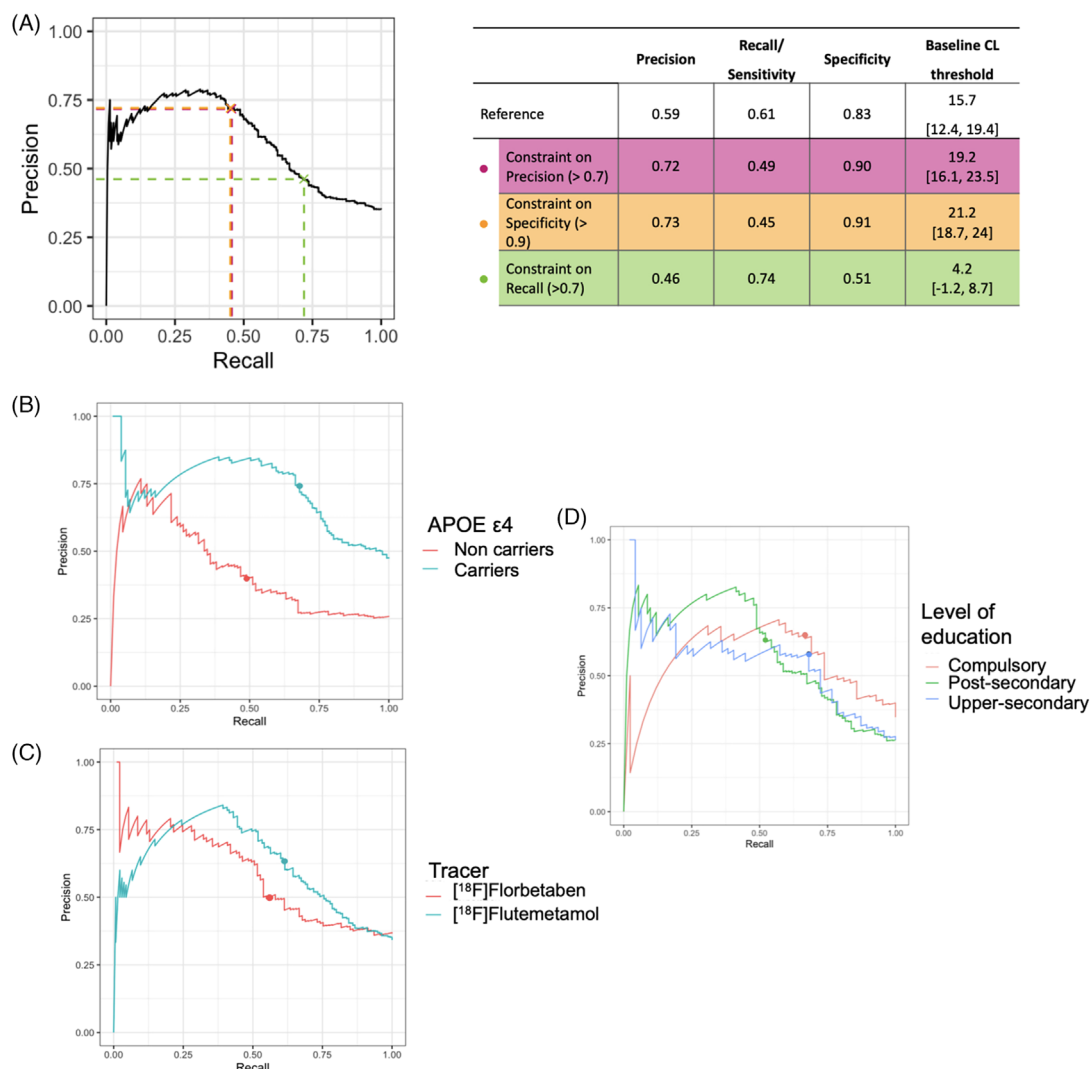 (A)
1.00
0.75
0.50
0.25
0.00
Precision
0.00 0.25 0.50 0.75 1.00
Recall
Precision Recall/ Sensitivity Specificity Baseline CL threshold
Reference 0.59 0.61 0.83 15.7 [12.4, 19.4]
Constraint on Precision (> 0.7) 0.72 0.49 0.90 19.2 [16.1, 23.5]
Constraint on Specificity (> 0.9) 0.73 0.45 0.91 21.2 [18.7, 24]
Constraint on Recall (>0.7) 0.46 0.74 0.51 4.2 [-1.2, 8.7]
(B)
1.00
0.75
0.50
0.25
0.00
Precision
0.00 0.25 0.50 0.75 1.00
Recall
APOE ε4
Non carriers
Carriers
(D)
1.00
0.75
0.50
0.25
0.00
Precision
0.00 0.25 0.50 0.75 1.00
Recall
Level of
education
Compulsory
Post-secondary
Upper-secondary
(C)
1.00
0.75
0.50
0.25
0.00
Precision
0.00 0.25 0.50 0.75 1.00
Recall
Tracer
[¹⁸F]Florbetaben
[¹⁸F]Flutemetamol